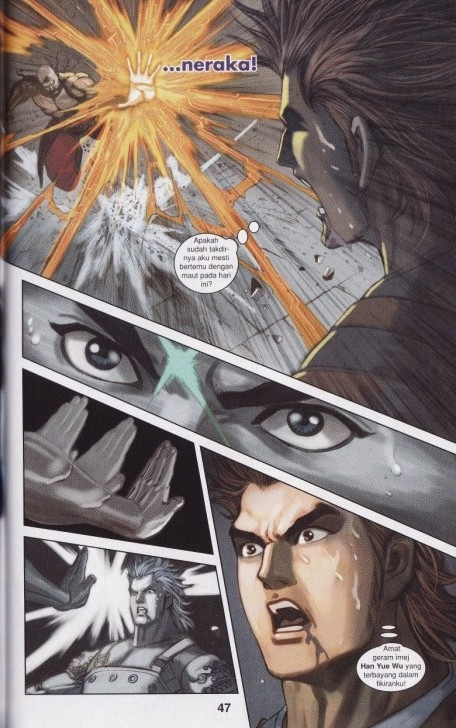 ...neraka!
Apakah
sudah takdir-
nya aku mesti
bertemu dengan
maut pada hari
ini?
Amat
geram imej
Han Yue Wu yang
terbayang dalam
fikiranku!
47